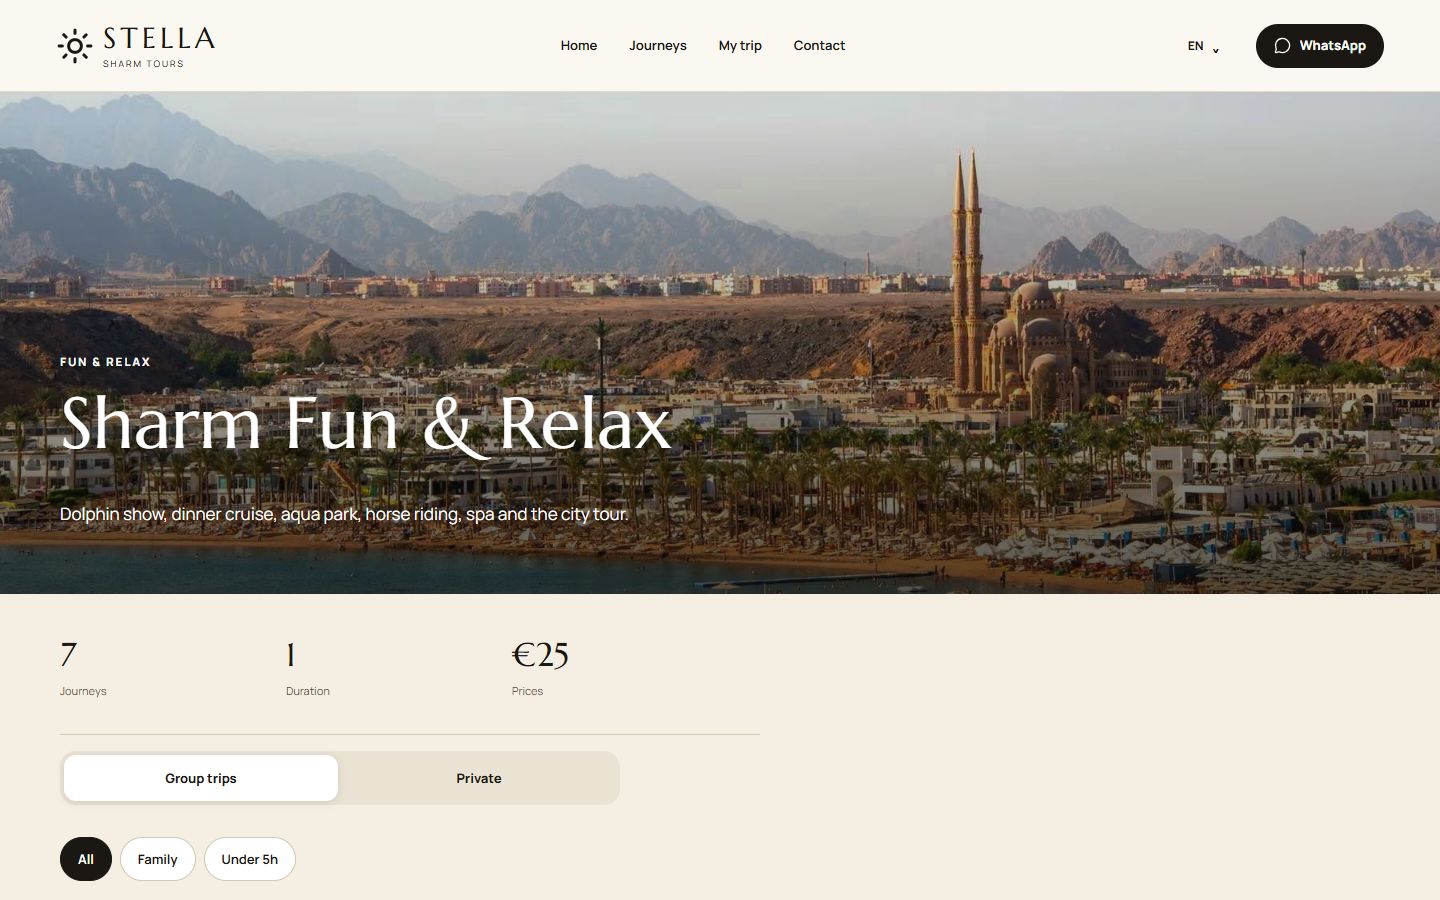 STELLA
SHARM TOURS
Home
Journeys
My trip
Contact
EN
WhatsApp
FUN & RELAX
Sharm Fun & Relax
Dolphin show, dinner cruise, aqua park, horse riding, spa and the city tour.
7
Journeys
1
Duration
€25
Prices
Group trips
Private
All
Family
Under 5h